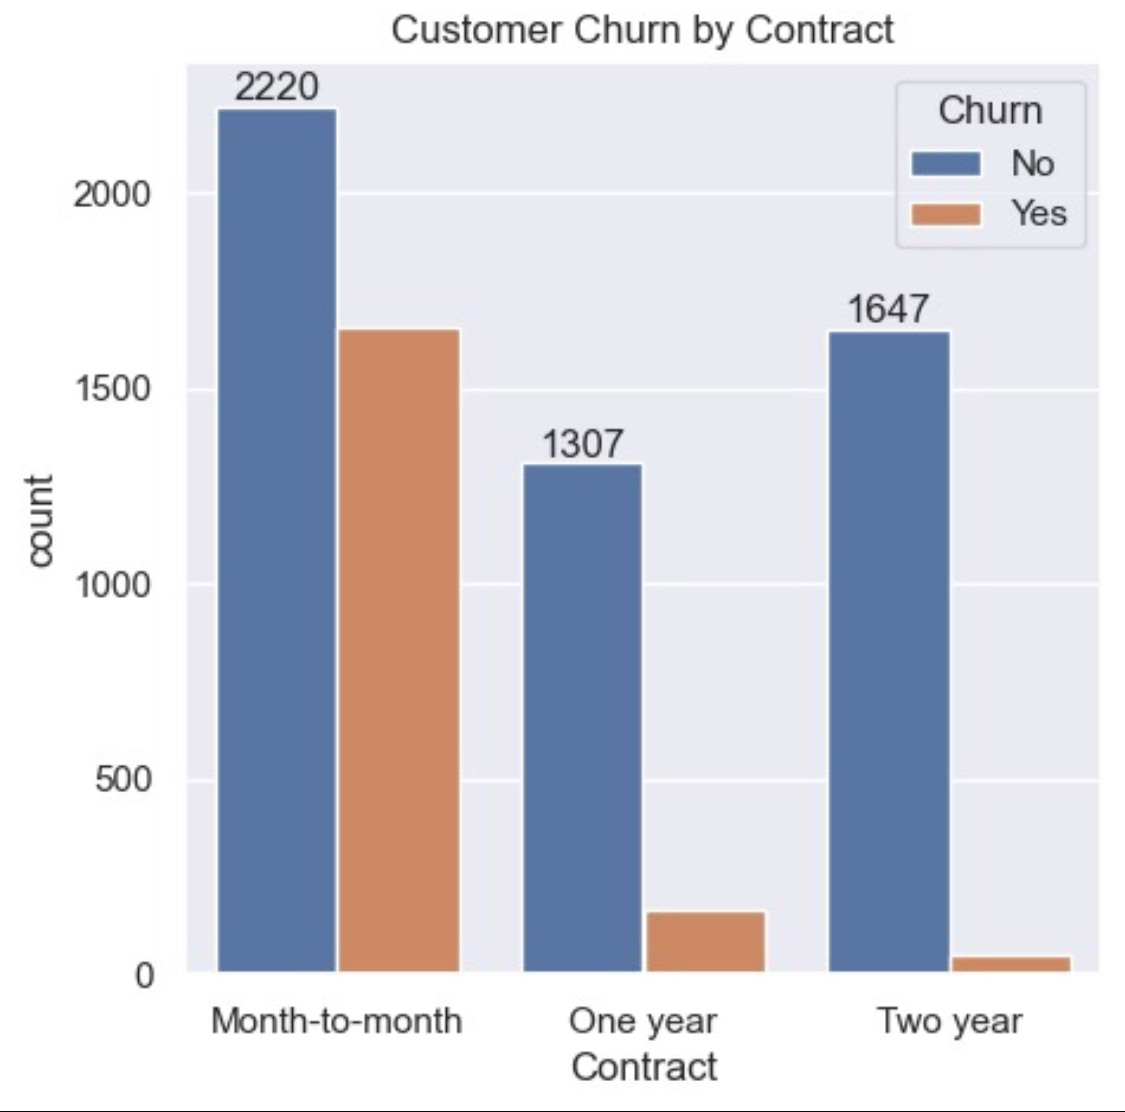 Customer Churn by Contract
2220
Churn
No
Yes
2000
1647
1500
1307
count
1000
500
0
Month-to-month
One year
Two year
Contract